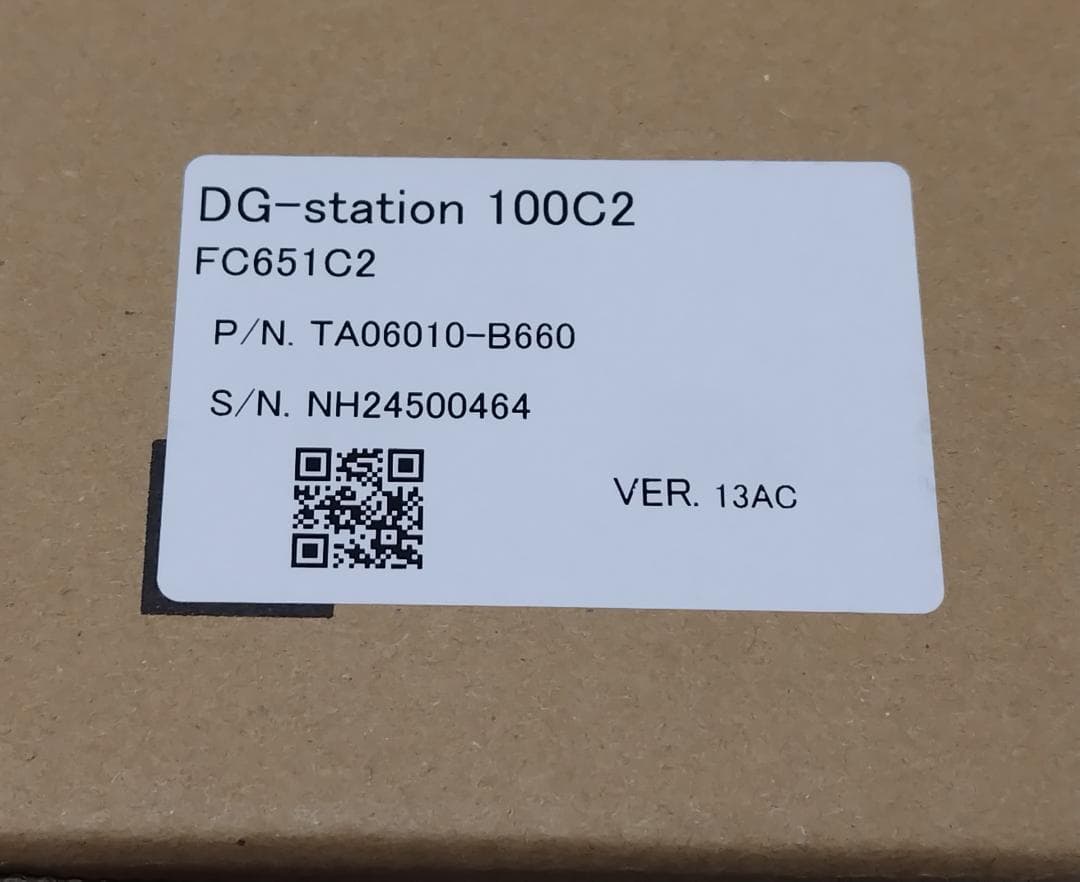 DG-station 100C2
FC651C2
P/N. TA06010-B660
S/N. NH24500464
VER. 13AC